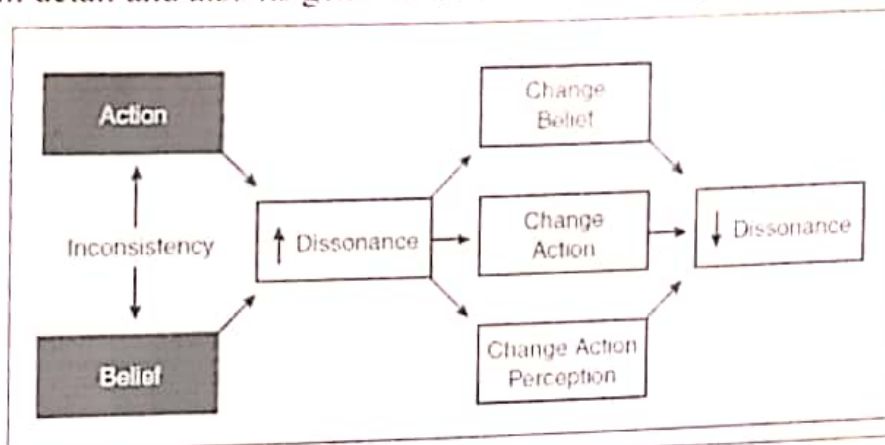 Action
Inconsistency
Belief
↑ Dissonance
Change
Belief
Change
Action
Change Action
Perception
↓ Dissonance